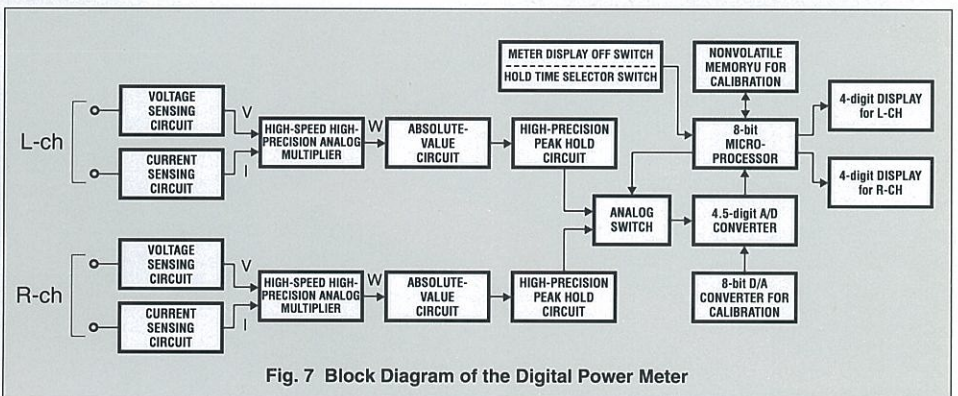 METER DISPLAY OFF SWITCH
HOLD TIME SELECTOR SWITCH
NONVOLATILE
MEMORYU FOR
CALIBRATION
L-ch
VOLTAGE
SENSING
CIRCUIT
V
CURRENT
SENSING
CIRCUIT
I
HIGH-SPEED HIGH-
PRECISION ANALOG
MULTIPLIER
W
ABSOLUTE-
VALUE
CIRCUIT
HIGH-PRECISION
PEAK HOLD
CIRCUIT
8-bit
MICRO-
PROCESSOR
4-digit DISPLAY
for L-CH
4-digit DISPLAY
for R-CH
ANALOG
SWITCH
4.5-digit A/D
CONVERTER
R-ch
VOLTAGE
SENSING
CIRCUIT
V
CURRENT
SENSING
CIRCUIT
I
HIGH-SPEED HIGH-
PRECISION ANALOG
MULTIPLIER
W
ABSOLUTE-
VALUE
CIRCUIT
HIGH-PRECISION
PEAK HOLD
CIRCUIT
8-bit D/A
CONVERTER FOR
CALIBRATION
Fig. 7 Block Diagram of the Digital Power Meter